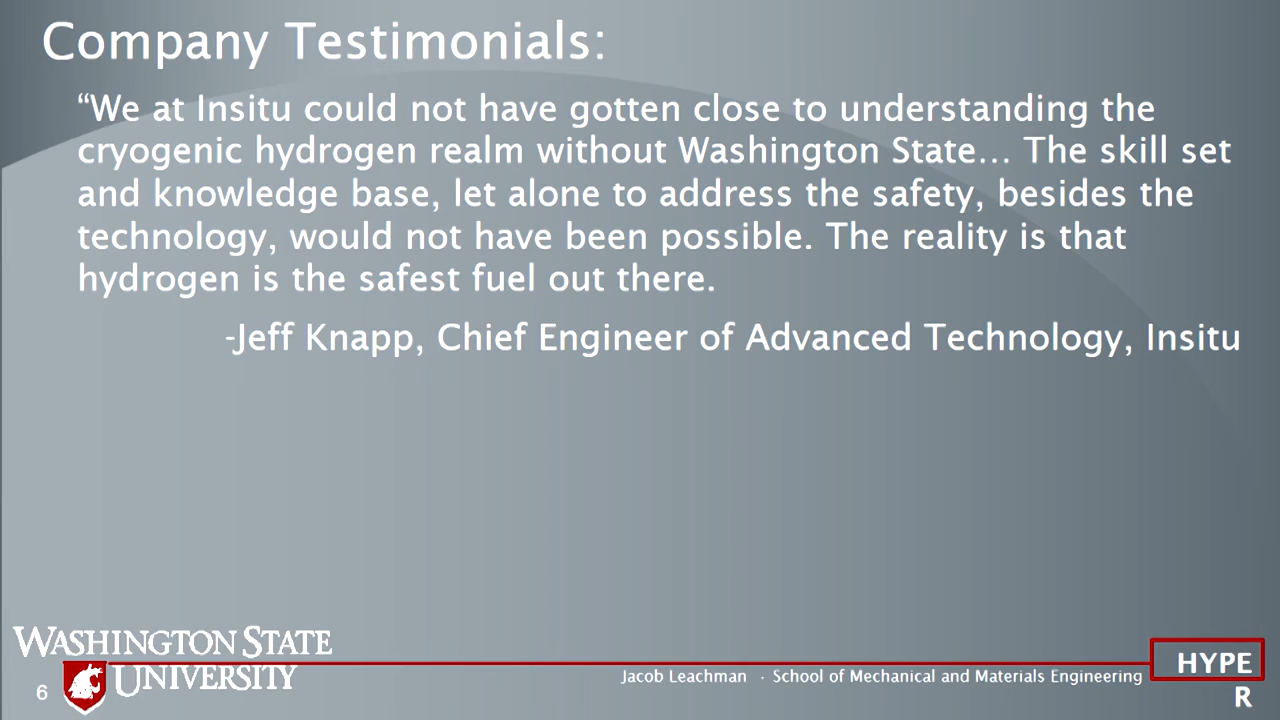 Company Testimonials:
“We at Insitu could not have gotten close to understanding the
cryogenic hydrogen realm without Washington State… The skill set
and knowledge base, let alone to address the safety, besides the
technology, would not have been possible. The reality is that
hydrogen is the safest fuel out there.
-Jeff Knapp, Chief Engineer of Advanced Technology, Insitu
WASHINGTON STATE
UNIVERSITY
6
Jacob Leachman · School of Mechanical and Materials Engineering
HYPE
R